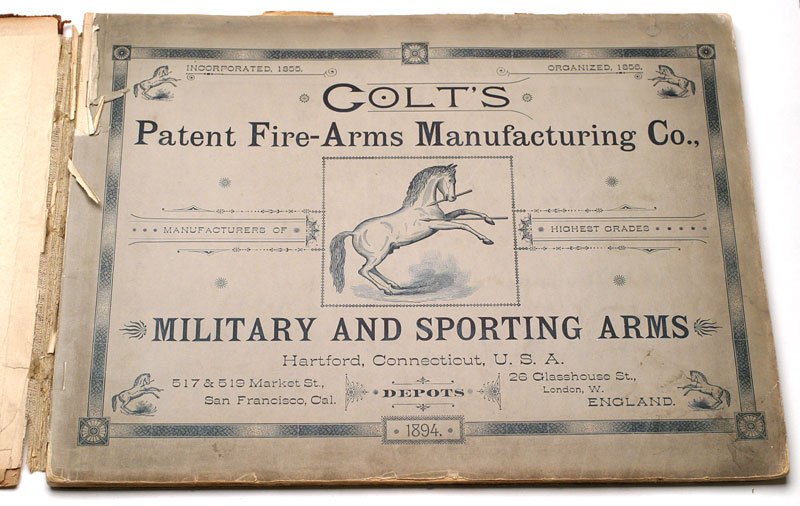 INCORPORATED, 1855.
ORGANIZED, 1856.
COLT'S
Patent Fire-Arms Manufacturing Co.,
MANUFACTURERS OF
HIGHEST GRADES
MILITARY AND SPORTING ARMS
Hartford, Connecticut, U. S. A.
517 & 519 Market St.,
San Francisco, Cal.
DEPOTS
26 Glasshouse St.,
London, W.
ENGLAND.
1894.